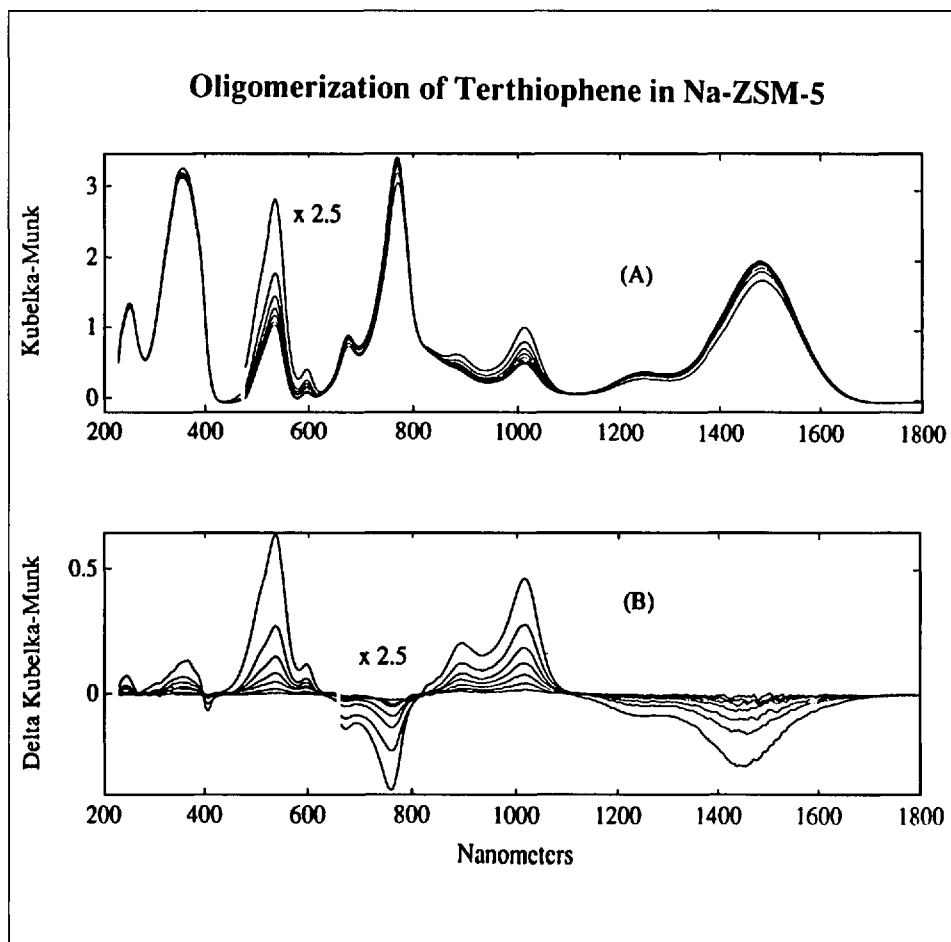 Oligomerization of Terthiophene in Na-ZSM-5
Kubelka-Munk
3
2
1
0
x 2.5
(A)
200 400 600 800 1000 1200 1400 1600 1800
Delta Kubelka-Munk
0.5
0
x 2.5
(B)
200 400 600 800 1000 1200 1400 1600 1800
Nanometers